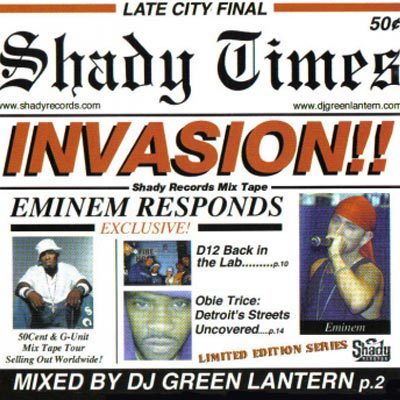 LATE CITY FINAL
50¢
Shady Times
www.shadyrecords.com
www.djgreenlantern.com
INVASION!!
Shady Records Mix Tape
EMINEM RESPONDS
EXCLUSIVE!
D12 Back in
the Lab.........p.10
Obie Trice:
Detroit's Streets
Uncovered....p.14
50Cent & G-Unit
Mix Tape Tour
Selling Out Worldwide!
Eminem
LIMITED EDITION SERIES
Shady
RECORDS
MIXED BY DJ GREEN LANTERN p.2